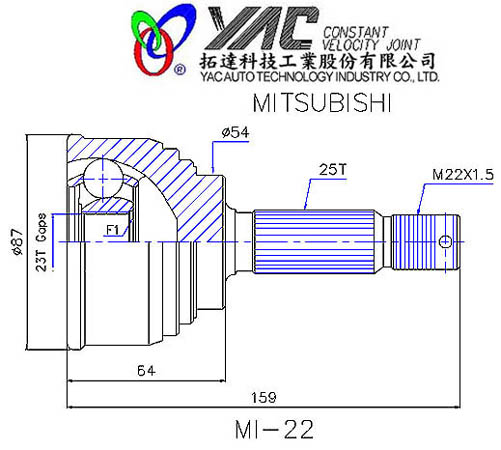 YAC CONSTANT
VELOCITY JOINT
®
拓達科技工業股份有限公司
YAC AUTO TECHNOLOGY INDUSTRY CO., LTD.
MITSUBISHI
ø54
25T
M22X1.5
ø87
23T Gaps
F1
64
159
MI-22